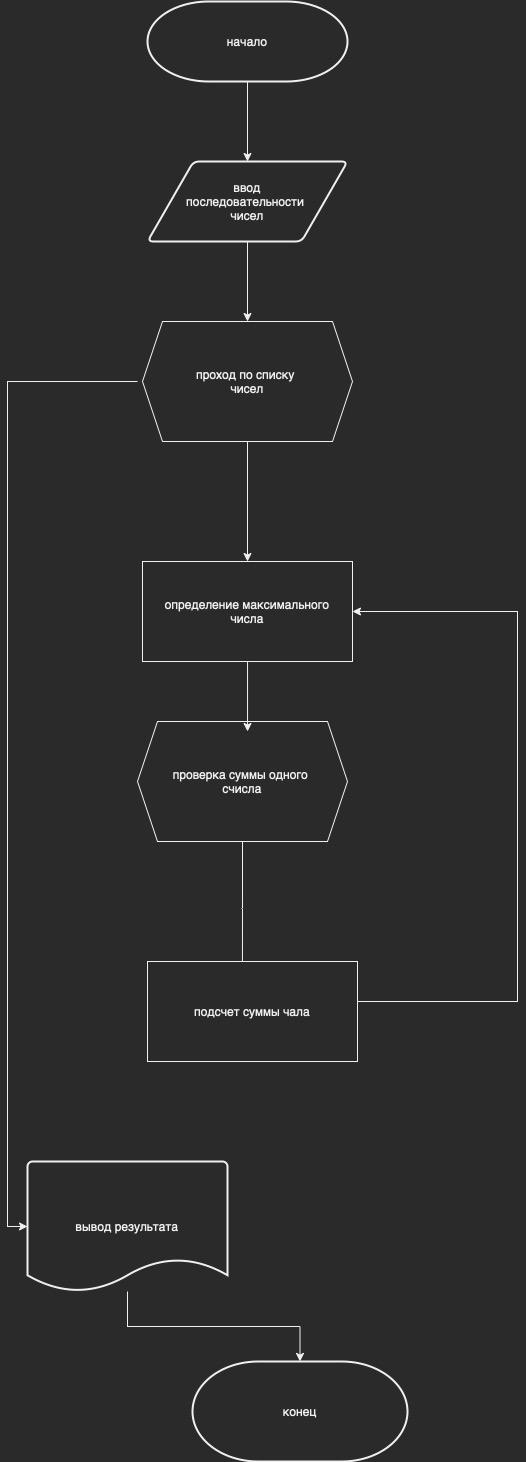 начало
ввод
последовательности
чисел
проход по списку
чисел
определение максимального
числа
проверка суммы одного
счисла
подсчет суммы чала
вывод результата
конец